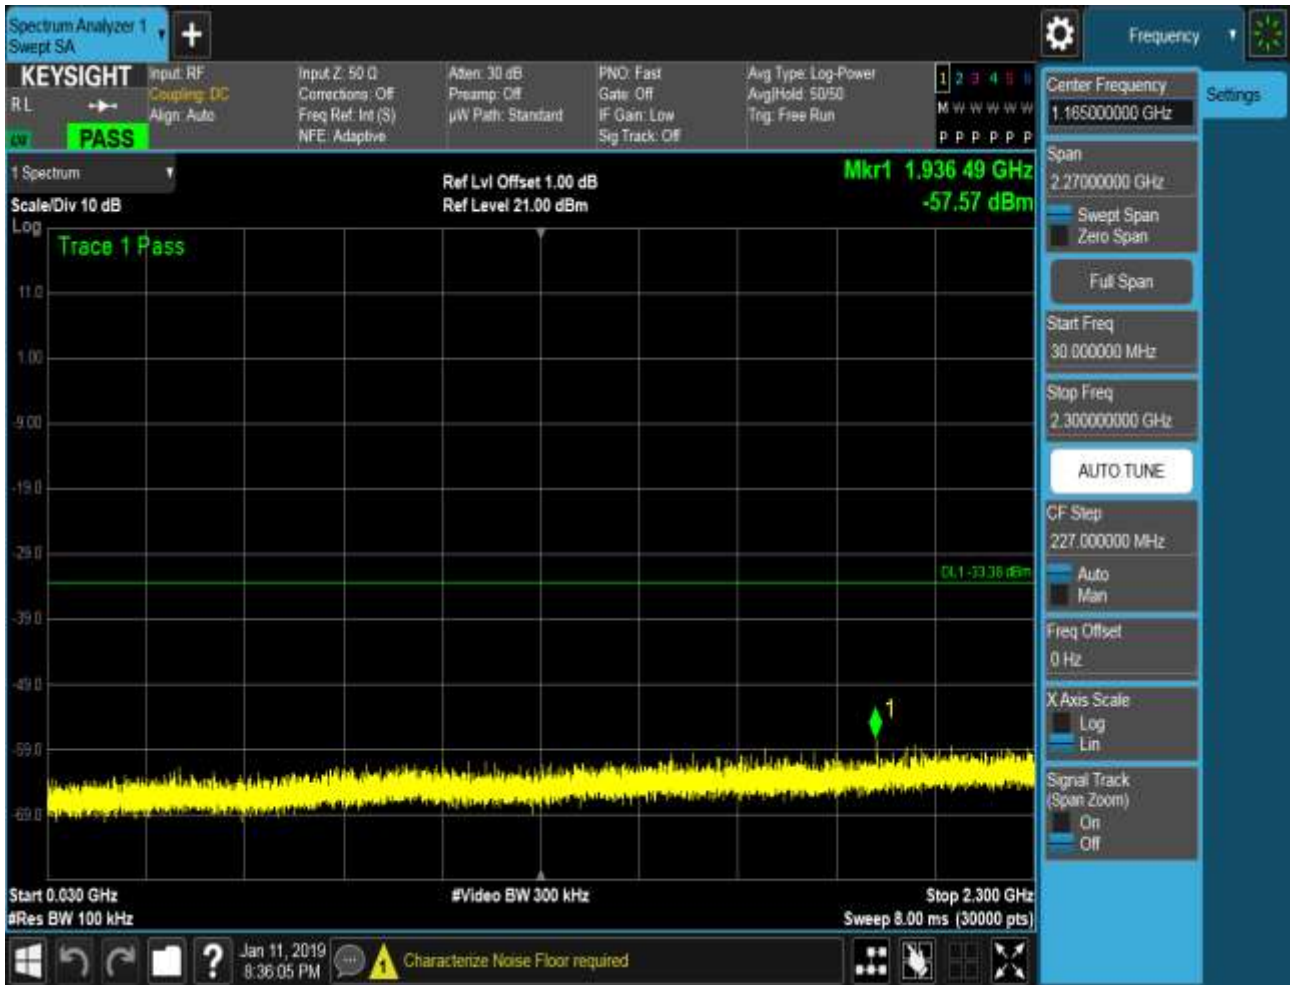 Spectrum Analyzer 1
Swept SA
+
Frequency
KEYSIGHT
RL
PASS
Input: RF
Coupling: DC
Align: Auto
Input Z: 50 Ω
Corrections: Off
Freq Ref: Int (S)
NFE: Adaptive
Atten: 30 dB
Preamp: Off
µW Path: Standard
PNO: Fast
Gate: Off
IF Gain: Low
Sig Track: Off
Avg Type: Log-Power
Avg|Hold: 50/50
Trig: Free Run
1 2 3 4 5 6
M W W W W W
P P P P P P
1 Spectrum
Scale/Div 10 dB
Ref Lvl Offset 1.00 dB
Ref Level 21.00 dBm
Mkr1 1.936 49 GHz
-57.57 dBm
Log
Trace 1 Pass
11.0
1.00
-9.00
-19.0
-29.0
DL1 -33.38 dBm
-39.0
-49.0
1
-59.0
-69.0
Start 0.030 GHz
#Res BW 100 kHz
#Video BW 300 kHz
Stop 2.300 GHz
Sweep 8.00 ms (30000 pts)
Center Frequency
1.165000000 GHz
Settings
Span
2.27000000 GHz
Swept Span
Zero Span
Full Span
Start Freq
30.000000 MHz
Stop Freq
2.300000000 GHz
AUTO TUNE
CF Step
227.000000 MHz
Auto
Man
Freq Offset
0 Hz
X Axis Scale
Log
Lin
Signal Track
(Span Zoom)
On
Off
?
Jan 11, 2019
8:36:05 PM
1
Characterize Noise Floor required